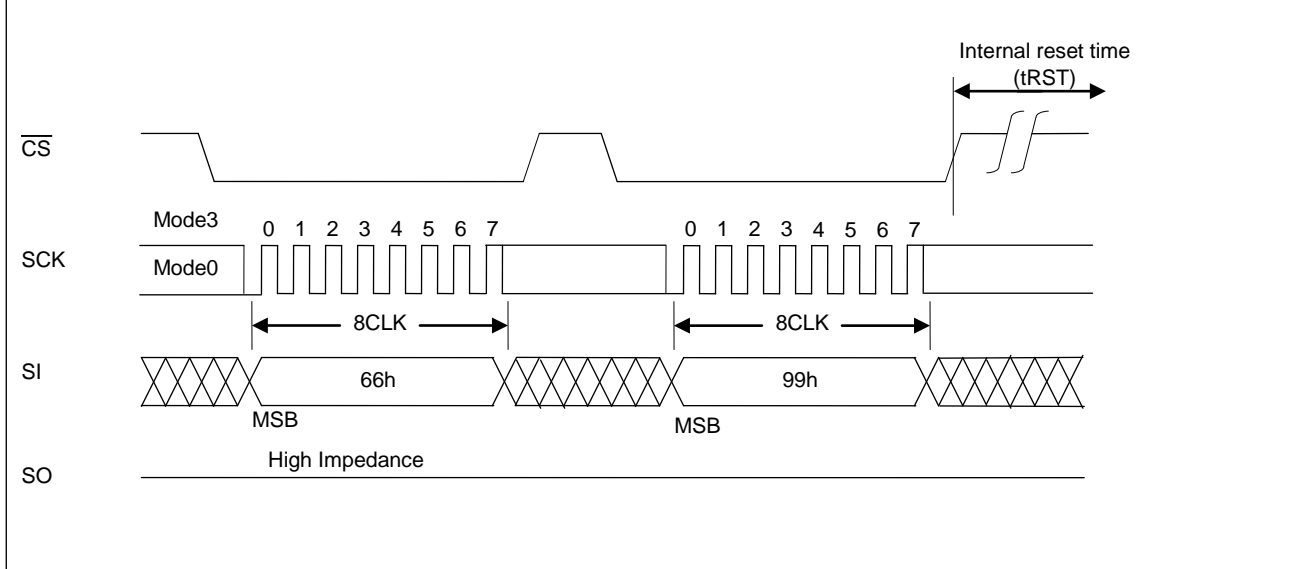 Internal reset time
(tRST)
CS
Mode3
0 1 2 3 4 5 6 7
0 1 2 3 4 5 6 7
SCK
Mode0
8CLK
8CLK
SI
66h
99h
MSB
MSB
High Impedance
SO